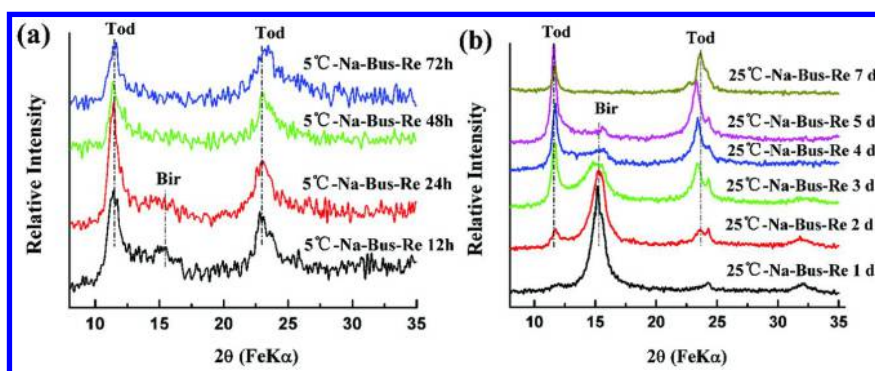 (a)
Tod
Tod
5℃-Na-Bus-Re 72h
5℃-Na-Bus-Re 48h
Bir
5℃-Na-Bus-Re 24h
5℃-Na-Bus-Re 12h
Relative Intensity
10 15 20 25 30 35
2θ (FeKα)
(b)
Tod
Tod
25℃-Na-Bus-Re 7 d
Bir
25℃-Na-Bus-Re 5 d
25℃-Na-Bus-Re 4 d
25℃-Na-Bus-Re 3 d
25℃-Na-Bus-Re 2 d
25℃-Na-Bus-Re 1 d
Relative Intensity
10 15 20 25 30 35
2θ (FeKα)